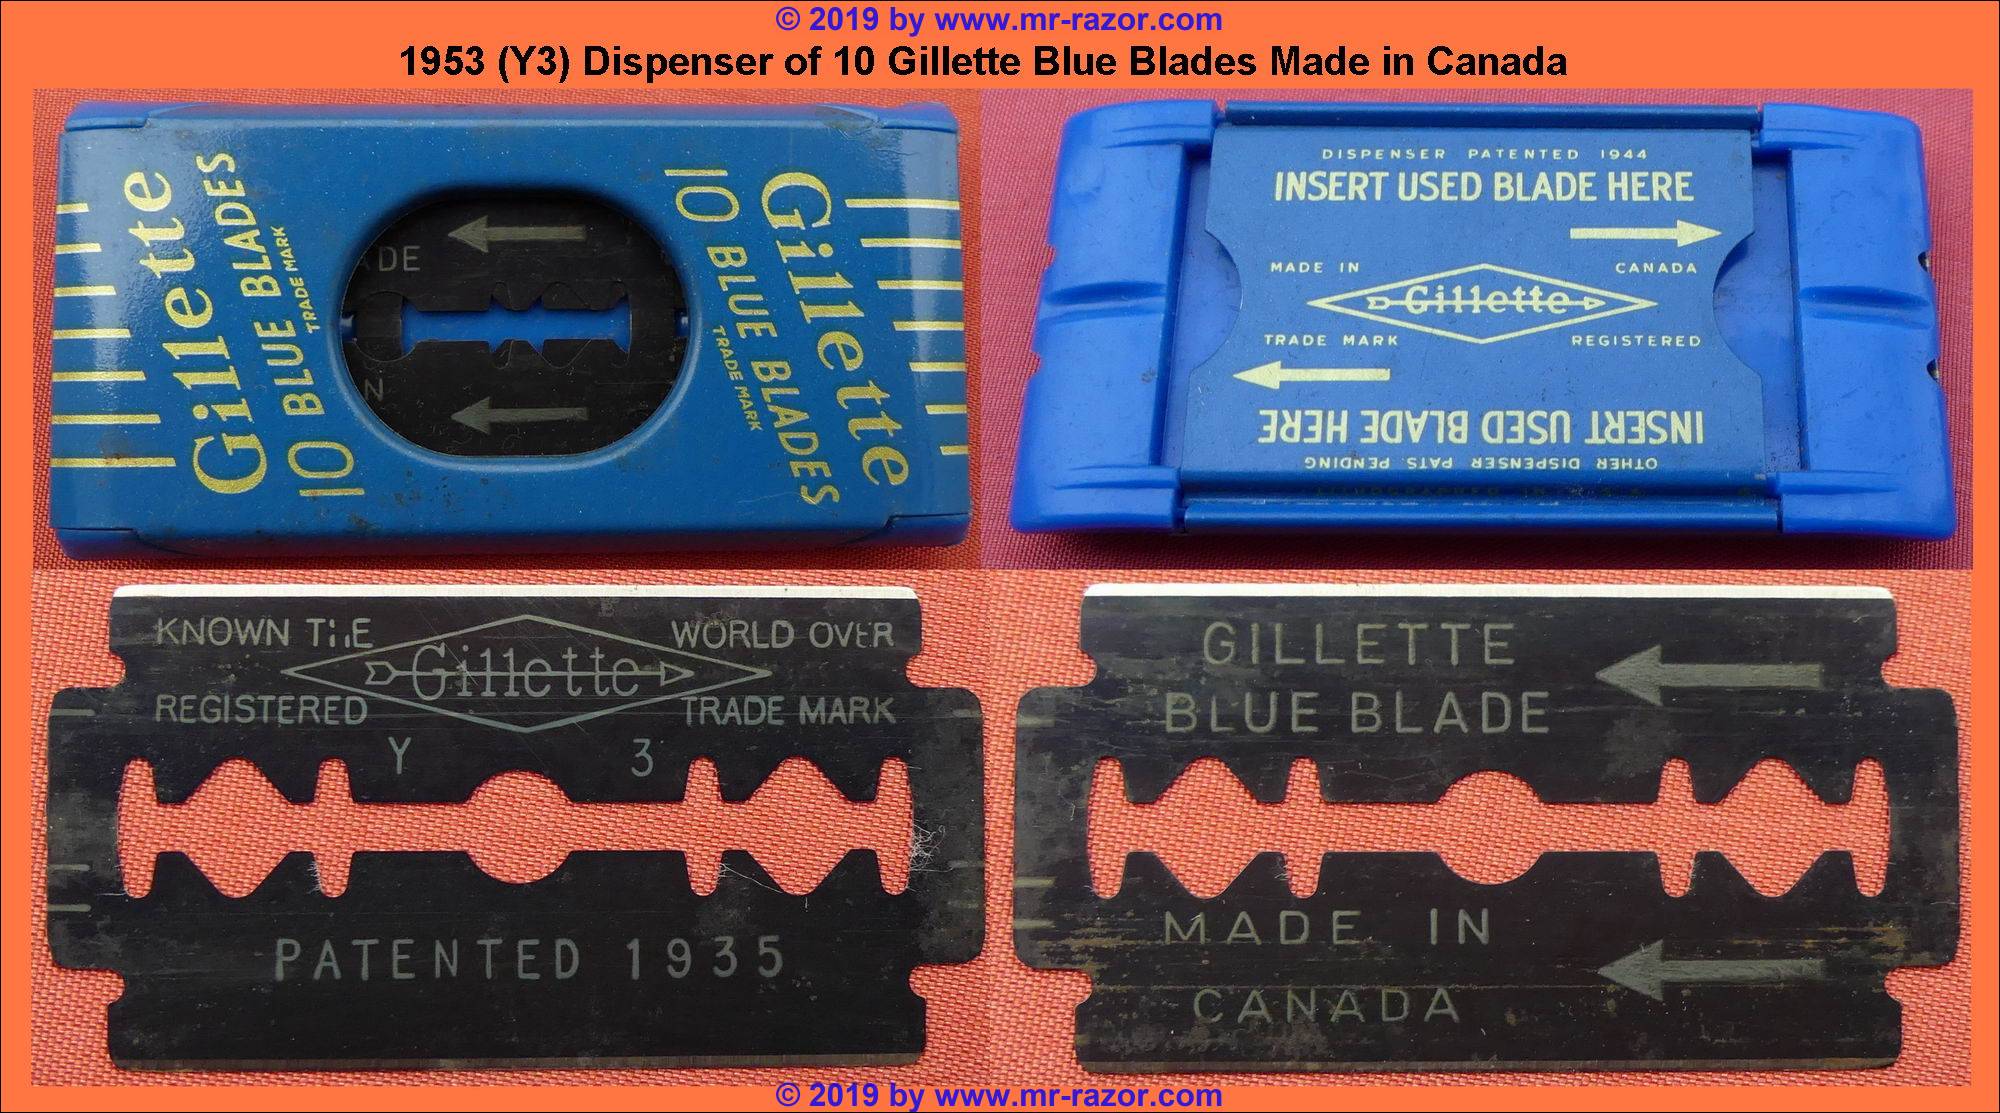 © 2019 by www.mr-razor.com
1953 (Y3) Dispenser of 10 Gillette Blue Blades Made in Canada
Gillette
10 BLUE BLADES
TRADE MARK
DE
N
10 BLUE BLADES
TRADE MARK
Gillette
DISPENSER PATENTED 1944
INSERT USED BLADE HERE
MADE IN CANADA
Gillette
TRADE MARK REGISTERED
INSERT USED BLADE HERE
OTHER DISPENSER PATS. PENDING
KNOWN THE WORLD OVER
Gillette
REGISTERED TRADE MARK
Y 3
PATENTED 1935
GILLETTE
BLUE BLADE
MADE IN
CANADA
© 2019 by www.mr-razor.com